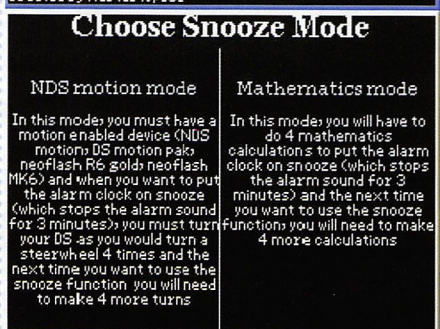 Choose Snooze Mode
NDS motion mode
In this mode, you must have a
motion enabled device (NDS
motion, DS motion pak,
neoflash R6 gold, neoflash
MK6) and when you want to put
the alarm clock on snooze
(which stops the alarm sound
for 3 minutes), you must turn
your DS as you would turn a
steerwheel 4 times and the
next time you want to use the
snooze function you will need
to make 4 more turns
Mathematics mode
In this mode, you will have to
do 4 mathematics
calculations to put the alarm
clock on snooze (which stops
the alarm sound for 3
minutes) and the next time
you want to use the snooze
function, you will need to make
4 more calculations